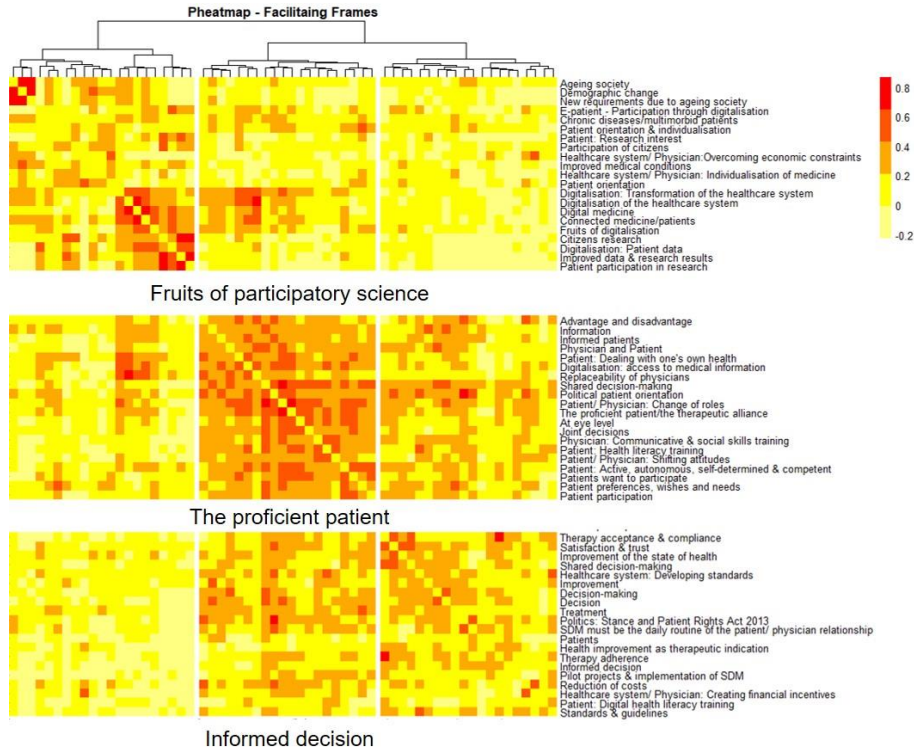 Pheatmap - Facilitaing Frames
Ageing society
Demographic change
New requirements due to ageing society
E-patient - Participation through digitalisation
Chronic diseases/multimorbid patients
Patient orientation & individualisation
Patient: Research interest
Participation of citizens
Healthcare system/ Physician:Overcoming economic constraints
Improved medical conditions
Healthcare system/ Physician: Individualisation of medicine
Patient orientation
Digitalisation: Transformation of the healthcare system
Digitalisation of the healthcare system
Digital medicine
Connected medicine/patients
Fruits of digitalisation
Citizens research
Digitalisation: Patient data
Improved data & research results
Patient participation in research
0.8
0.6
0.4
0.2
0
-0.2
Fruits of participatory science
Advantage and disadvantage
Information
Informed patients
Physician and Patient
Patient: Dealing with one's own health
Digitalisation: access to medical information
Replaceability of physicians
Shared decision-making
Political patient orientation
Patient/ Physician: Change of roles
The proficient patient/the therapeutic alliance
At eye level
Joint decisions
Physician: Communicative & social skills training
Patient: Health literacy training
Patient/ Physician: Shifting attitudes
Patient: Active, autonomous, self-determined & competent
Patients want to participate
Patient preferences, wishes and needs
Patient participation
The proficient patient
Therapy acceptance & compliance
Satisfaction & trust
Improvement of the state of health
Shared decision-making
Healthcare system: Developing standards
Improvement
Decision-making
Decision
Treatment
Politics: Stance and Patient Rights Act 2013
SDM must be the daily routine of the patient/ physician relationship
Patients
Health improvement as therapeutic indication
Therapy adherence
Informed decision
Pilot projects & implementation of SDM
Reduction of costs
Healthcare system/ Physician: Creating financial incentives
Patient: Digital health literacy training
Standards & guidelines
Informed decision